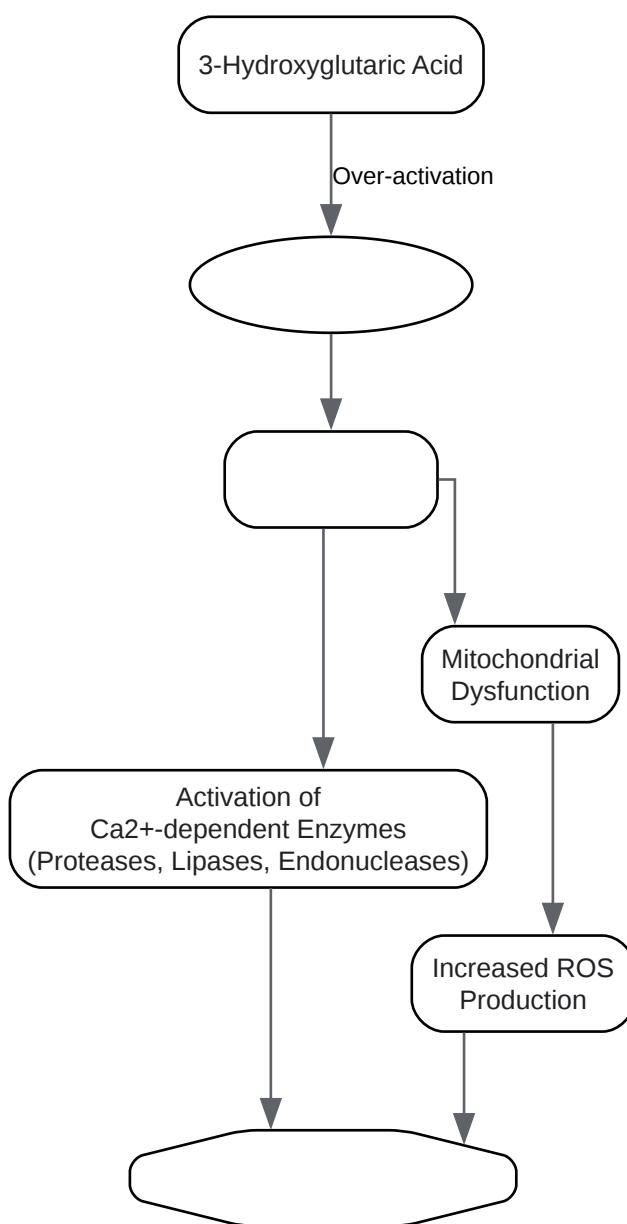 3-Hydroxyglutaric Acid
Over-activation
Mitochondrial
Dysfunction
Activation of
Ca2+-dependent Enzymes
(Proteases, Lipases, Endonucleases)
Increased ROS
Production